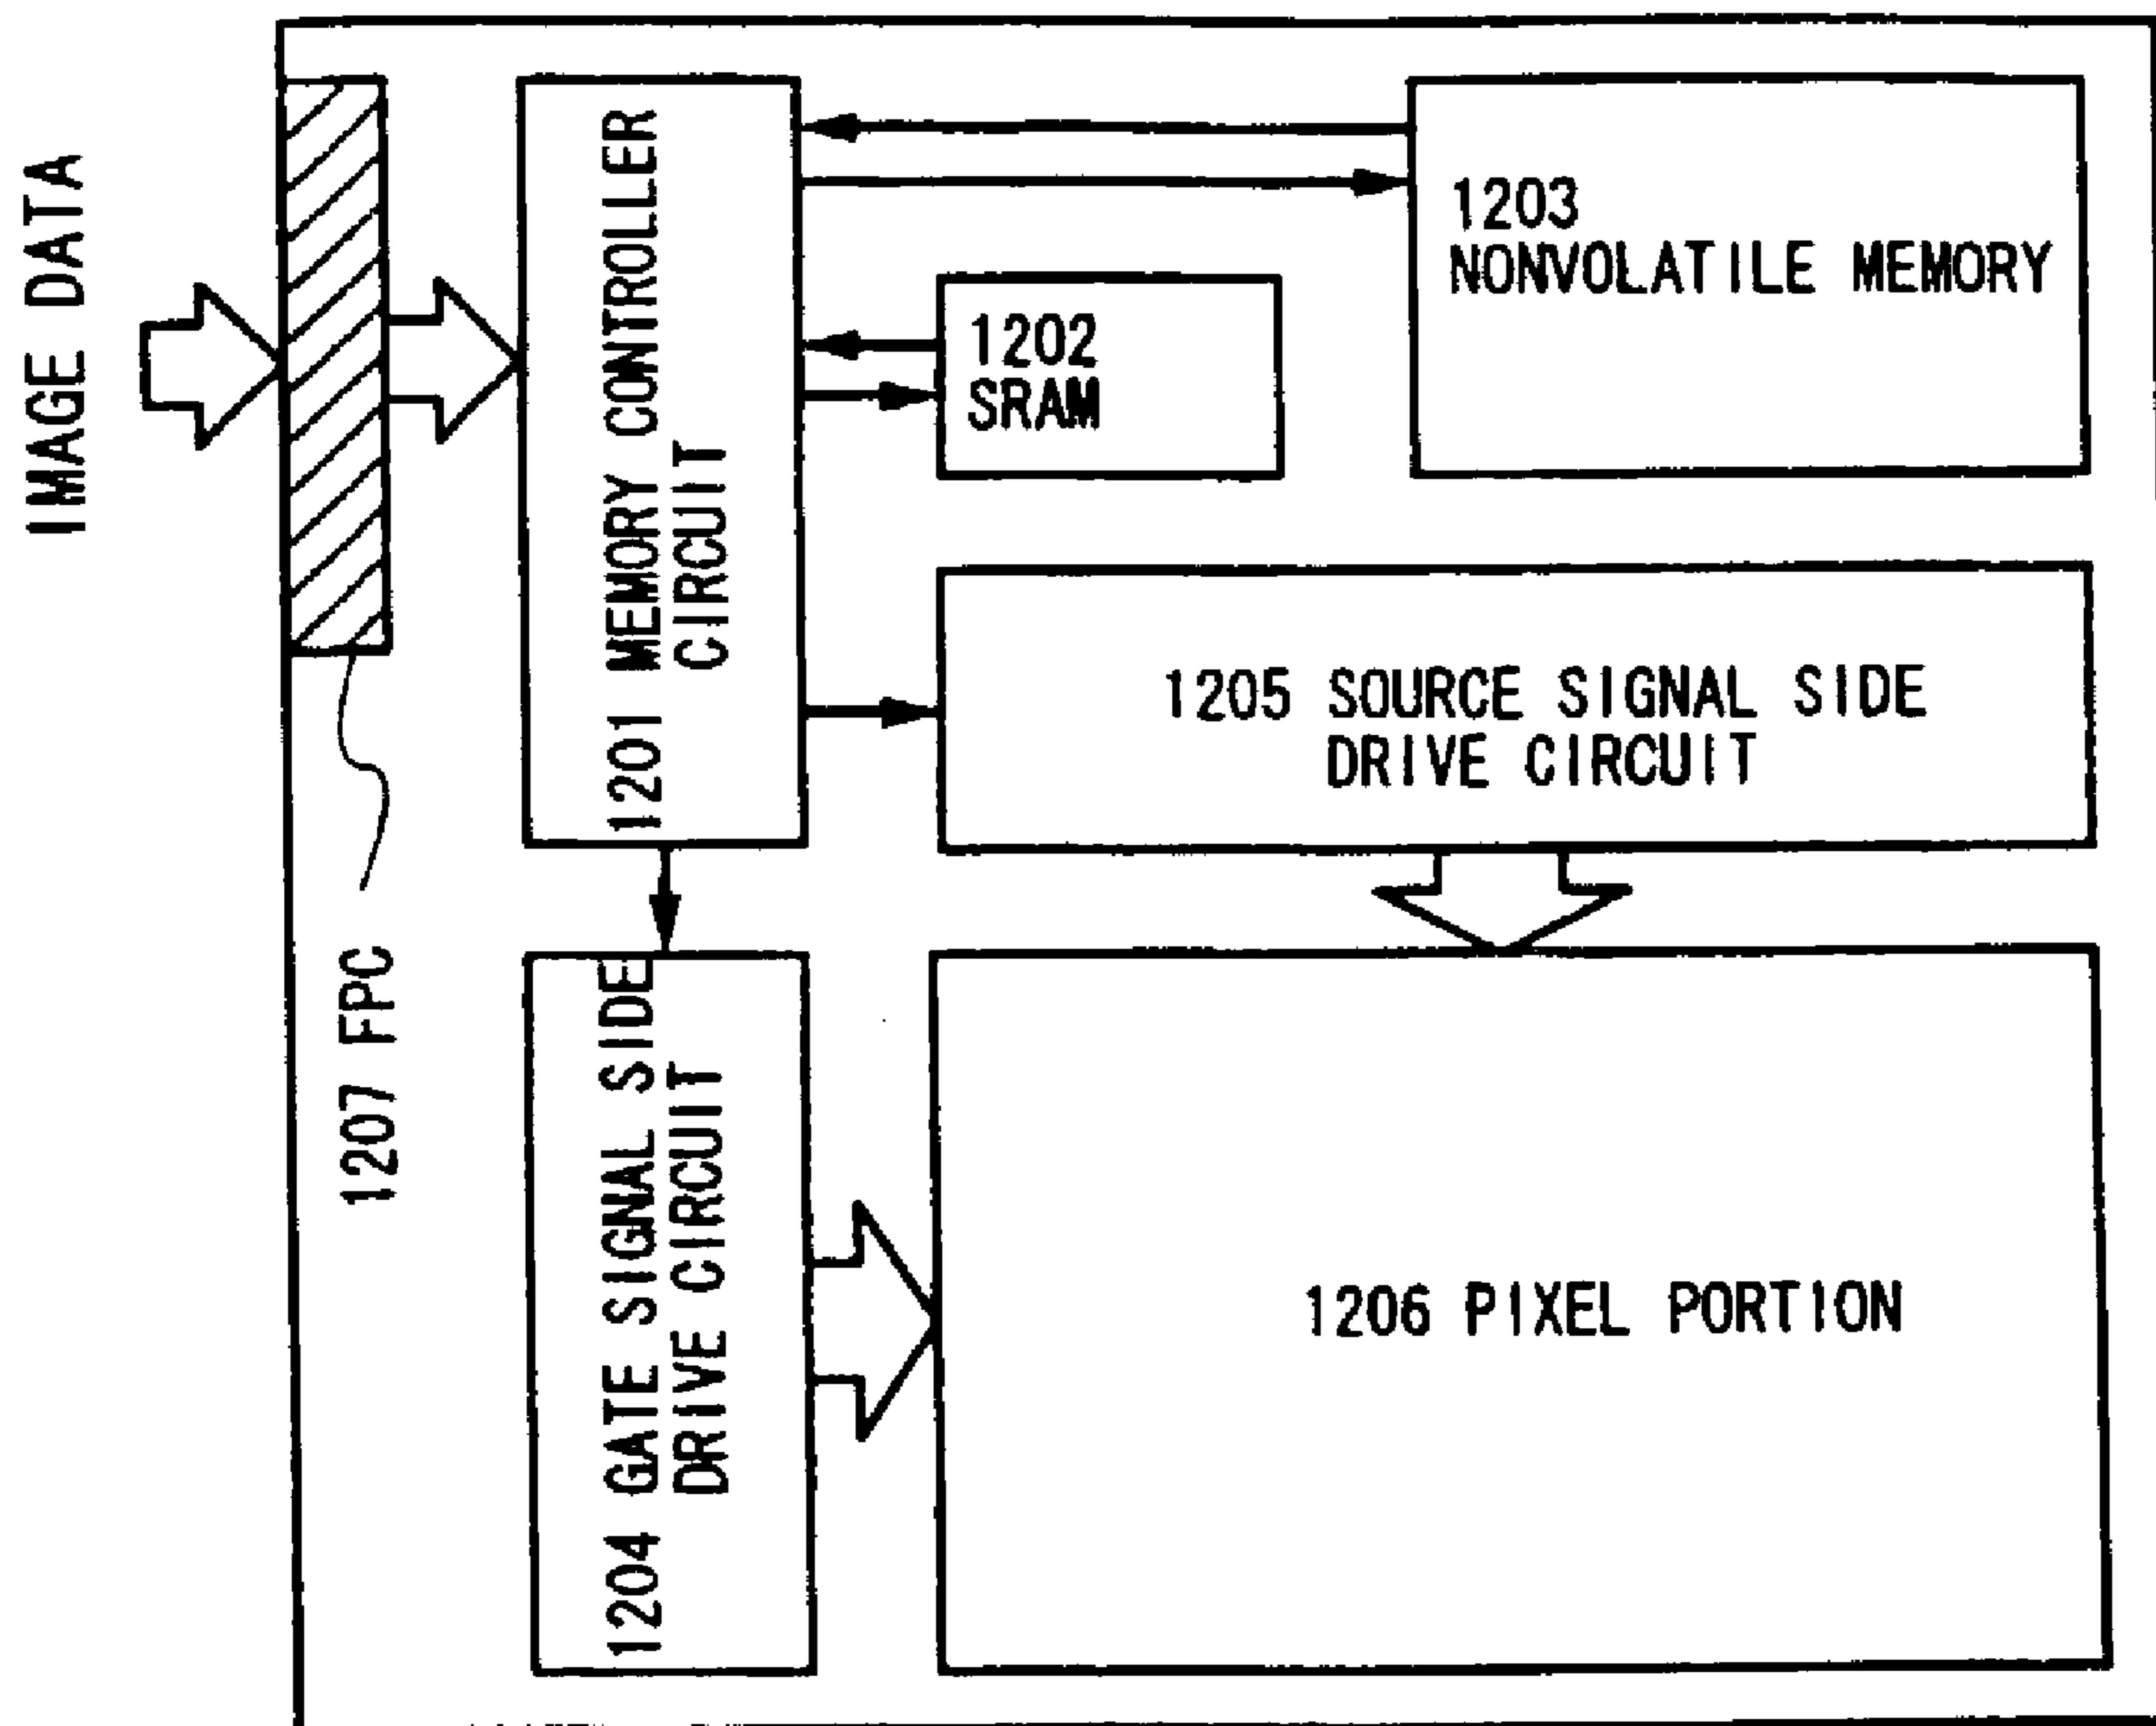 IMAGE DATA
1207 FPC
1201 MEMORY CONTROLLER
CIRCUIT
1203
NONVOLATILE MEMORY
1202
SRAM
1205 SOURCE SIGNAL SIDE
DRIVE CIRCUIT
1204 GATE SIGNAL SIDE
DRIVE CIRCUIT
1206 PIXEL PORTION